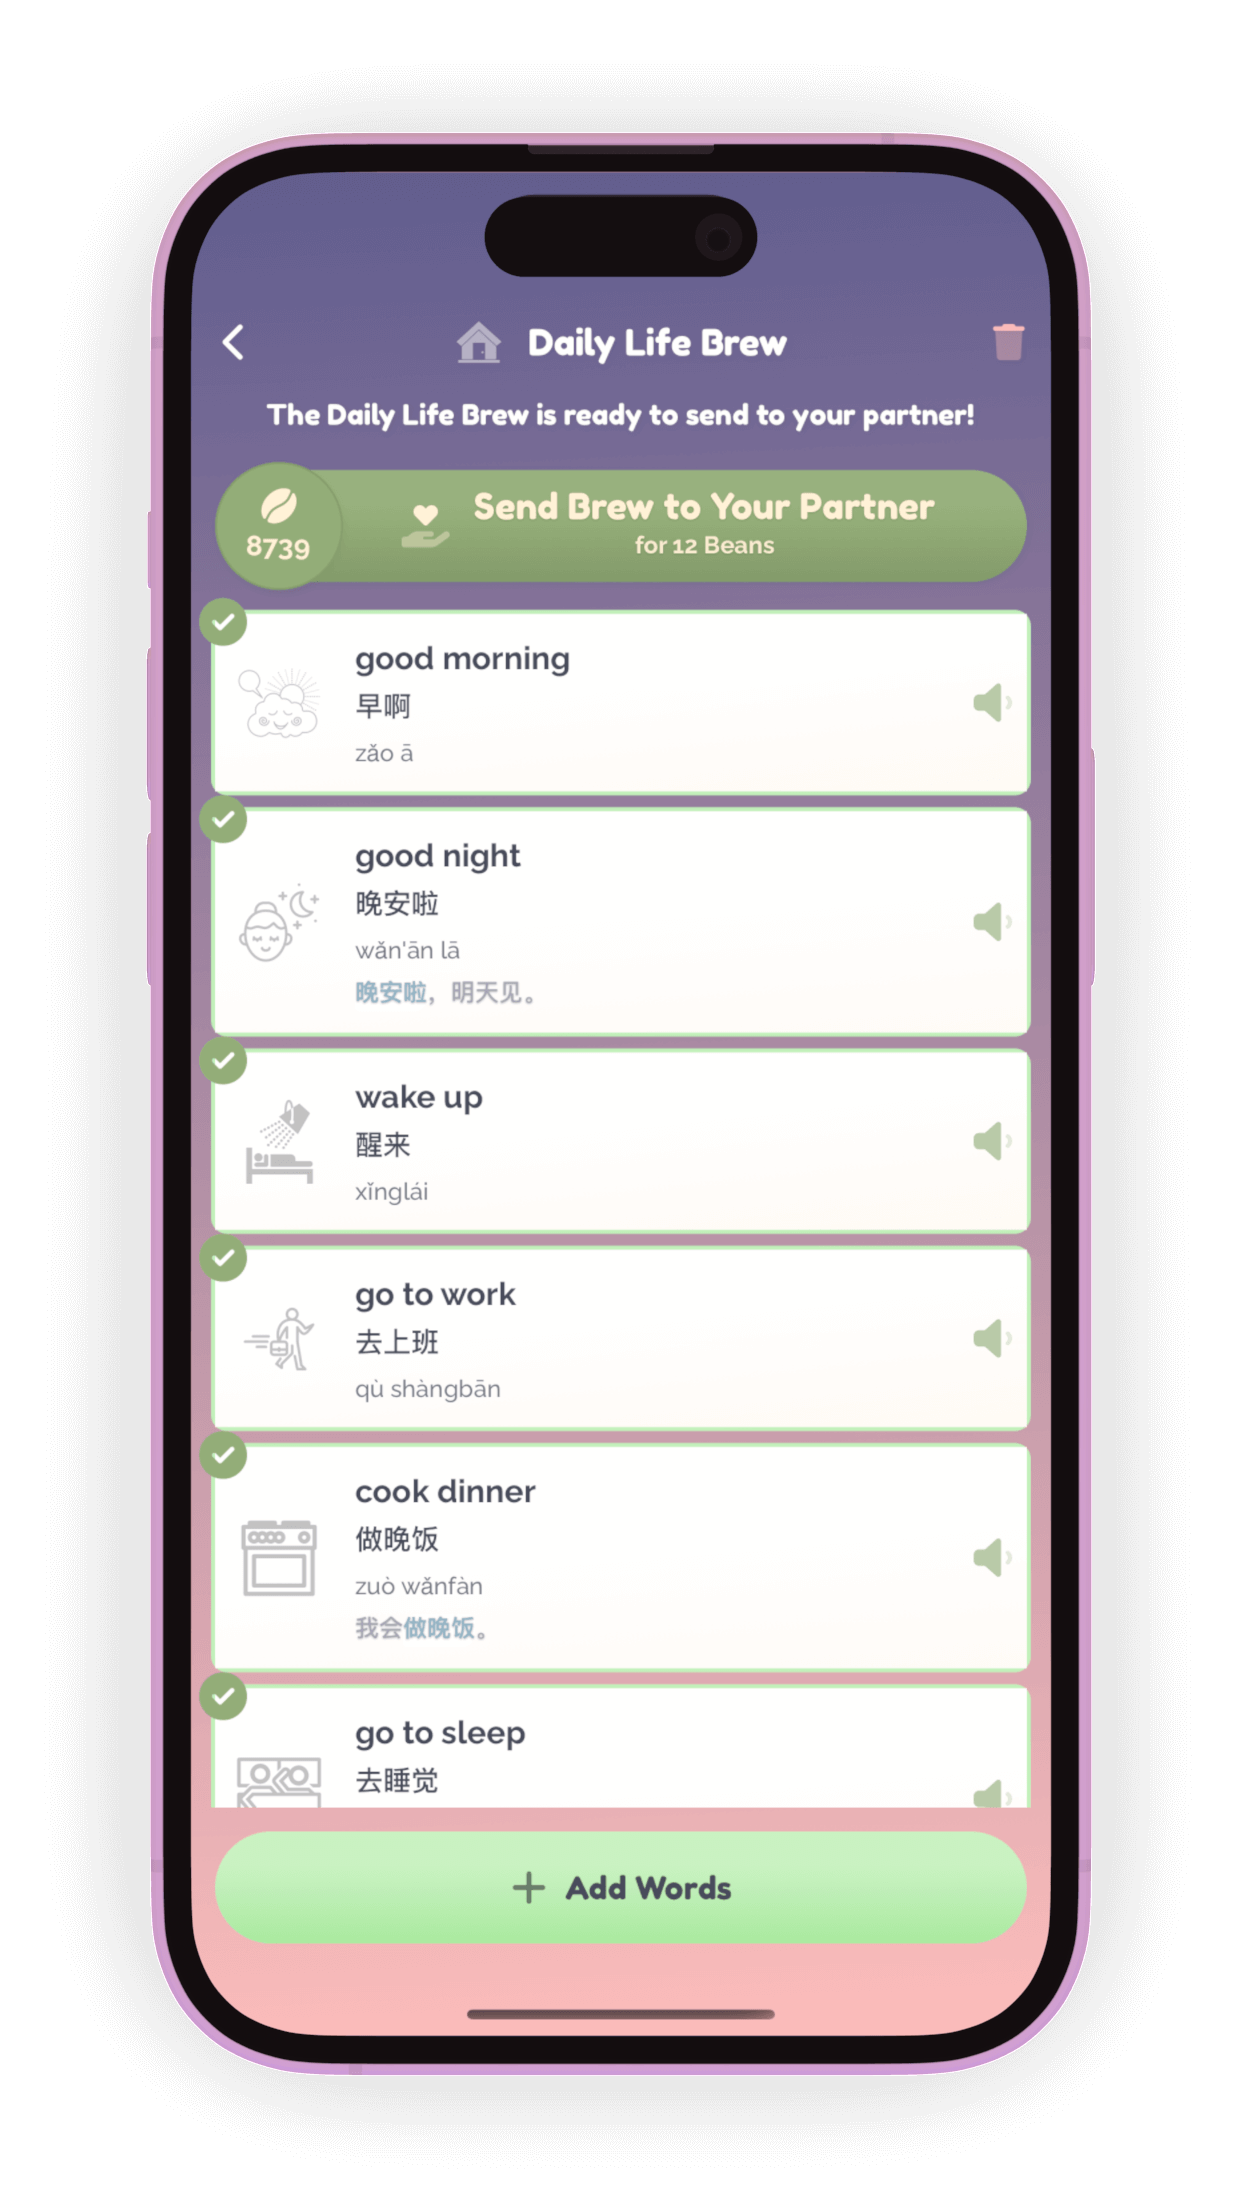 Daily Life Brew
The Daily Life Brew is ready to send to your partner!
8739
Send Brew to Your Partner
for 12 Beans
good morning
早啊
zǎo ā
good night
晚安啦
wǎn'ān lā
晚安啦，明天见。
wake up
醒来
xǐnglái
go to work
去上班
qù shàngbān
cook dinner
做晚饭
zuò wǎnfàn
我会做晚饭。
go to sleep
去睡觉
+ Add Words